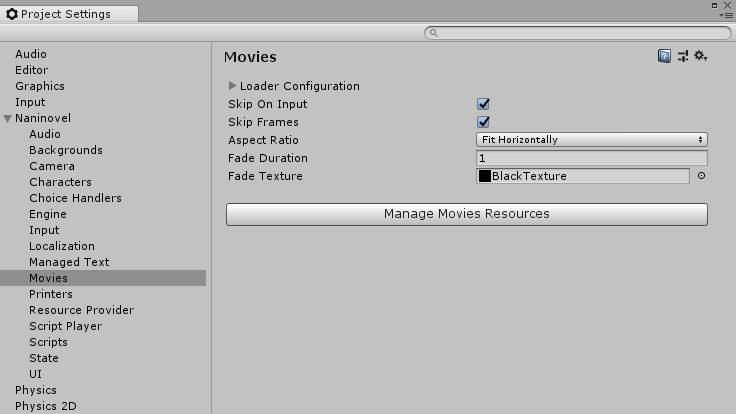 Project Settings
Audio
Editor
Graphics
Input
Naninovel
Audio
Backgrounds
Camera
Characters
Choice Handlers
Engine
Input
Localization
Managed Text
Movies
Printers
Resource Provider
Script Player
Scripts
State
UI
Physics
Physics 2D
Movies
Loader Configuration
Skip On Input
Skip Frames
Aspect Ratio Fit Horizontally
Fade Duration 1
Fade Texture BlackTexture
Manage Movies Resources